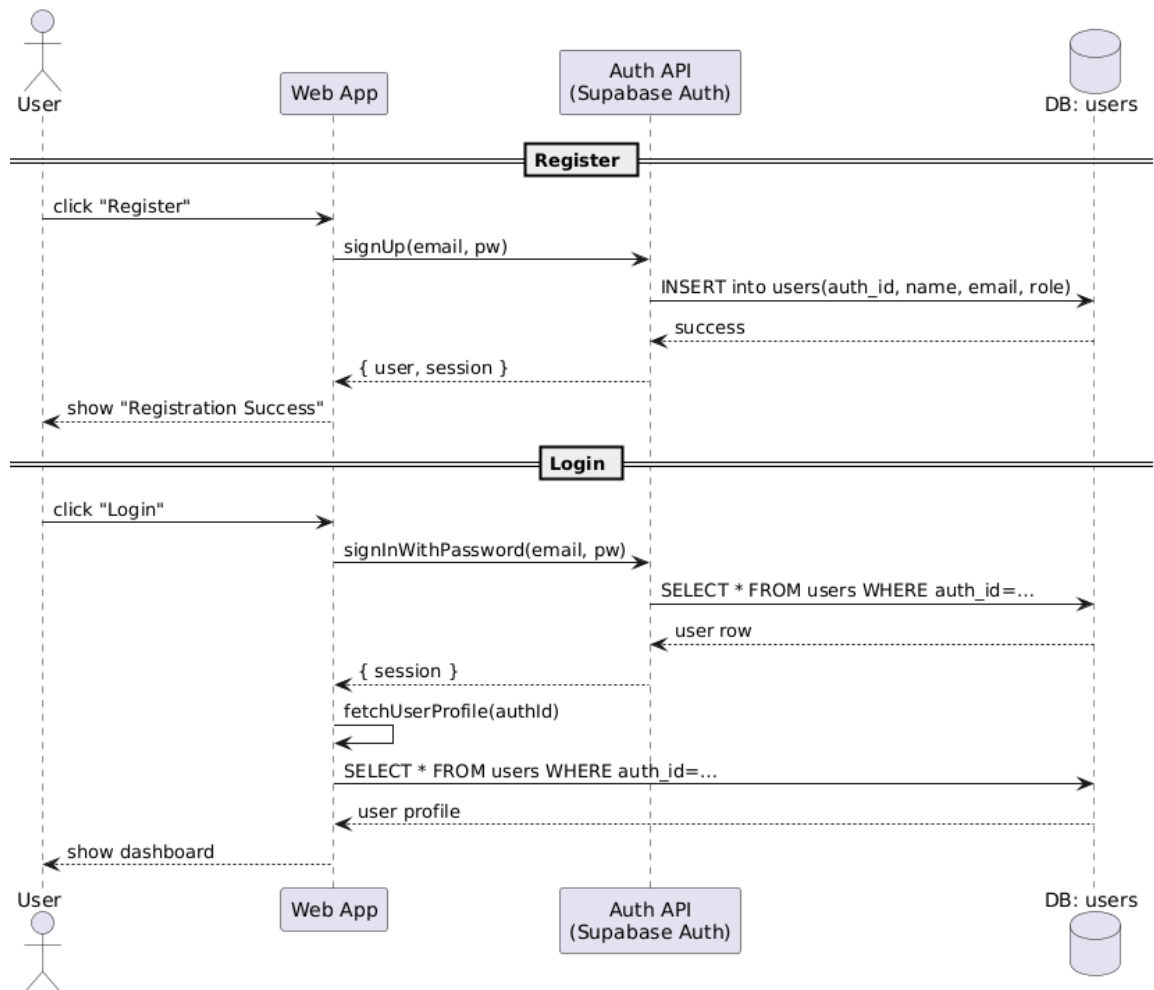 User
Web App
Auth API
(Supabase Auth)
DB: users
Register
click "Register"
signUp(email, pw)
INSERT into users(auth_id, name, email, role)
success
{ user, session }
show "Registration Success"
Login
click "Login"
signInWithPassword(email, pw)
SELECT * FROM users WHERE auth_id=...
user row
{ session }
fetchUserProfile(authId)
SELECT * FROM users WHERE auth_id=...
user profile
show dashboard
User
Web App
Auth API
(Supabase Auth)
DB: users